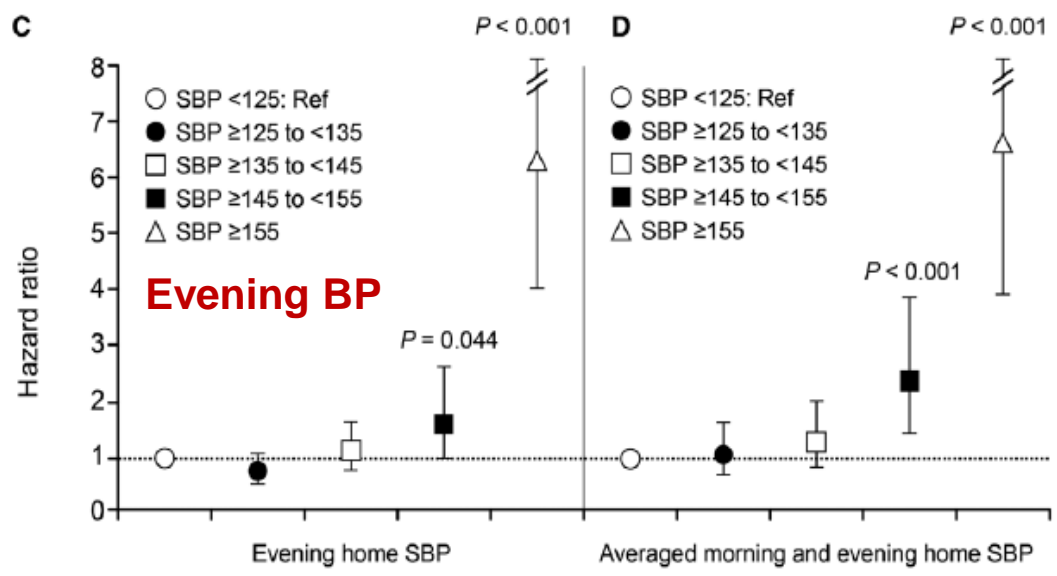 C
P < 0.001
D
P < 0.001
Hazard ratio
8
7
6
5
4
3
2
1
0
SBP <125: Ref
SBP ≥125 to <135
SBP ≥135 to <145
SBP ≥145 to <155
SBP ≥155
Evening BP
P = 0.044
Evening home SBP
SBP <125: Ref
SBP ≥125 to <135
SBP ≥135 to <145
SBP ≥145 to <155
SBP ≥155
P < 0.001
Averaged morning and evening home SBP